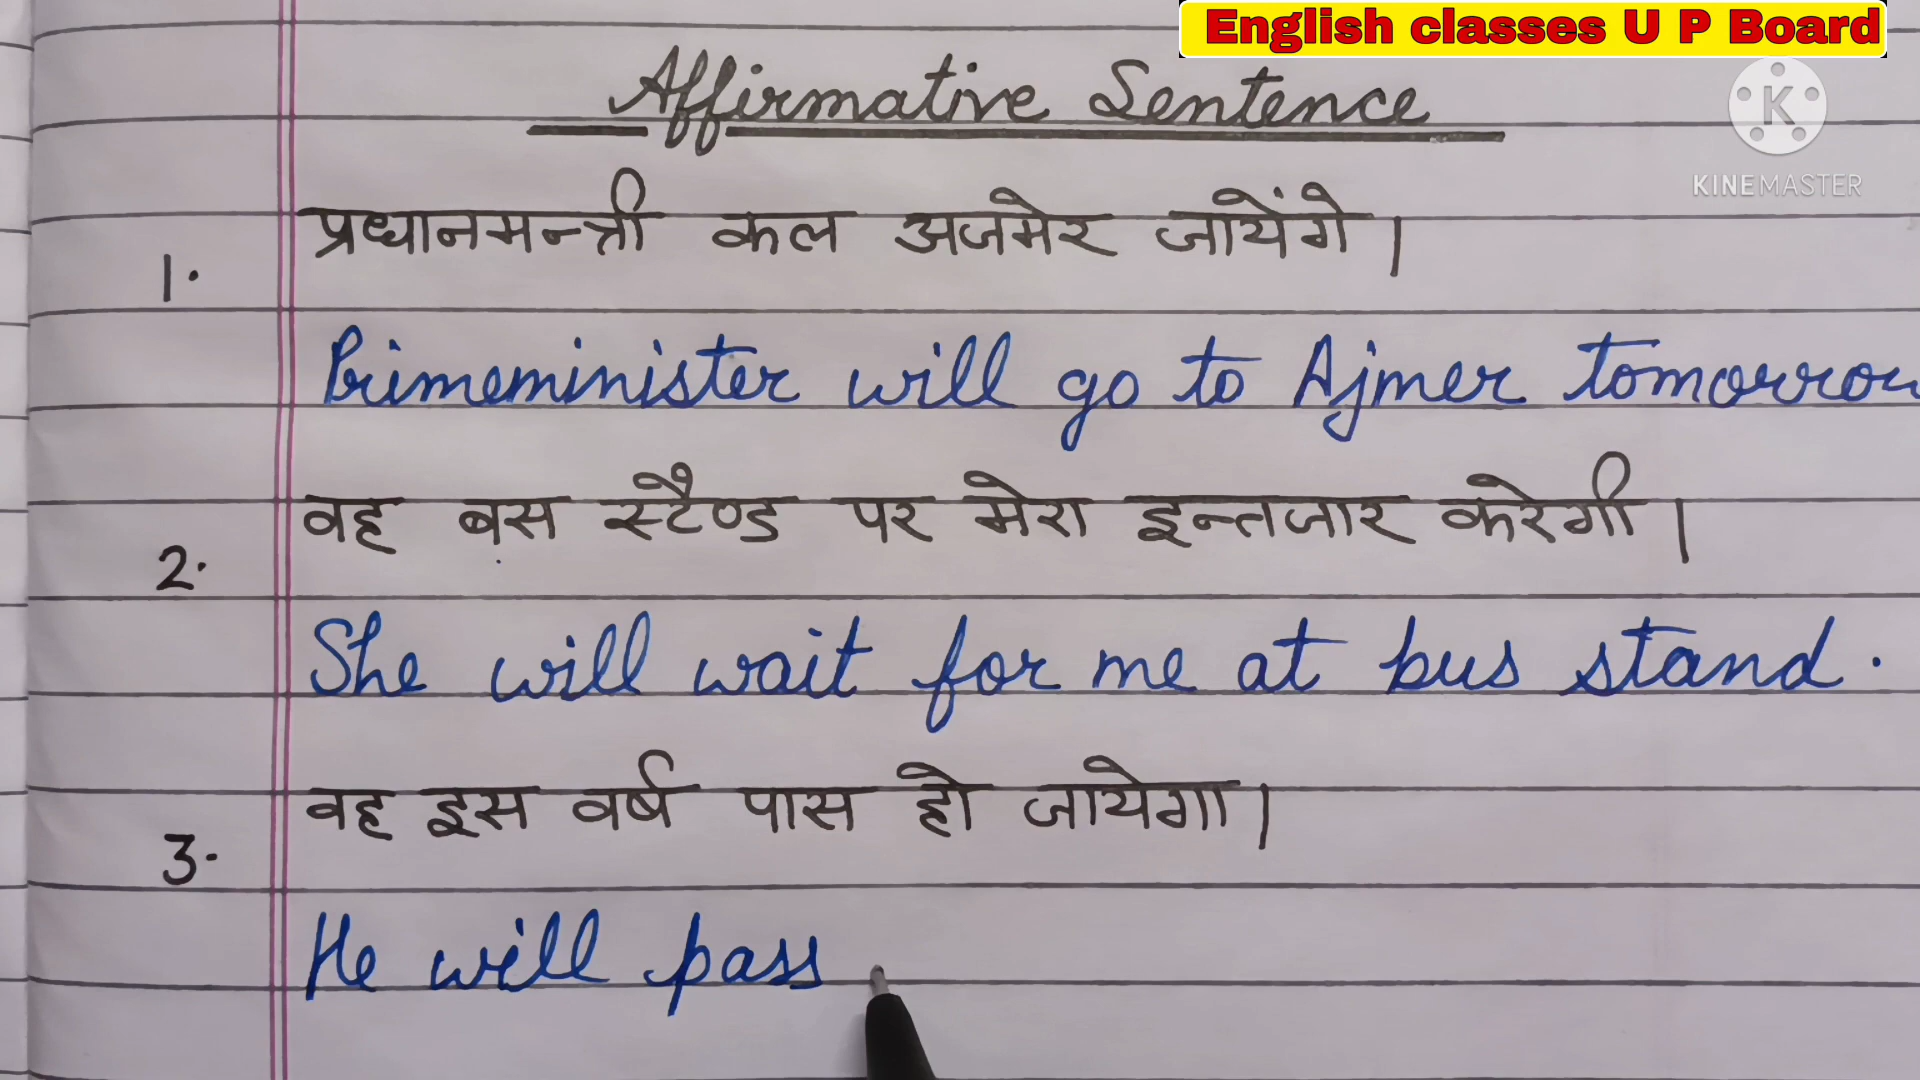 English classes U P Board
Affirmative Sentence
K
KINEMASTER
1. प्रधानमन्त्री कल अजमेर जायेंगे।
Primeminister will go to Ajmer tomorrow
2. वह बस स्टैण्ड पर मेरा इन्तजार करेगी।
She will wait for me at bus stand.
3. वह इस वर्ष पास हो जायेगा।
He will pass